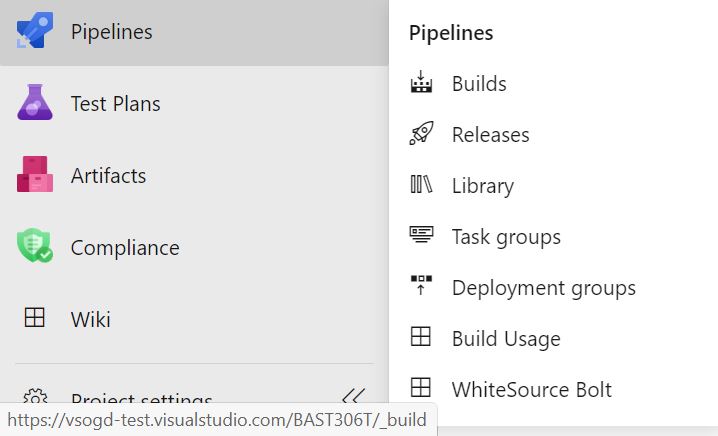 Pipelines
Test Plans
Artifacts
Compliance
Wiki
Project settings
https://vsogd-test.visualstudio.com/BAST306T/_build
Pipelines
Builds
Releases
Library
Task groups
Deployment groups
Build Usage
WhiteSource Bolt